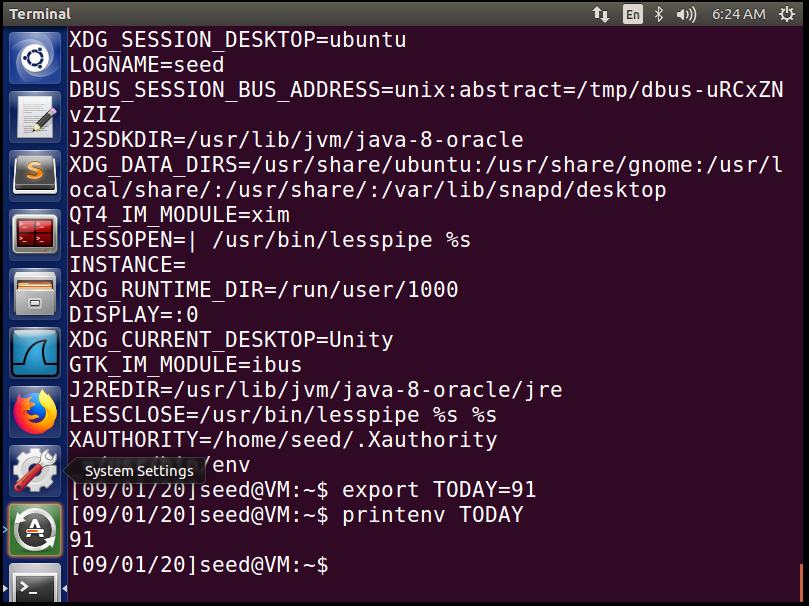 Terminal
En
6:24 AM
XDG_SESSION_DESKTOP=ubuntu
LOGNAME=seed
DBUS_SESSION_BUS_ADDRESS=unix:abstract=/tmp/dbus-uRCxZN
vZIZ
J2SDKDIR=/usr/lib/jvm/java-8-oracle
XDG_DATA_DIRS=/usr/share/ubuntu:/usr/share/gnome:/usr/l
ocal/share/:/usr/share/:/var/lib/snapd/desktop
QT4_IM_MODULE=xim
LESSOPEN=| /usr/bin/lesspipe %s
INSTANCE=
XDG_RUNTIME_DIR=/run/user/1000
DISPLAY=:0
XDG_CURRENT_DESKTOP=Unity
GTK_IM_MODULE=ibus
J2REDIR=/usr/lib/jvm/java-8-oracle/jre
LESSCLOSE=/usr/bin/lesspipe %s %s
XAUTHORITY=/home/seed/.Xauthority
/env
System Settings
[09/01/20]seed@VM:~$ export TODAY=91
[09/01/20]seed@VM:~$ printenv TODAY
91
[09/01/20]seed@VM:~$